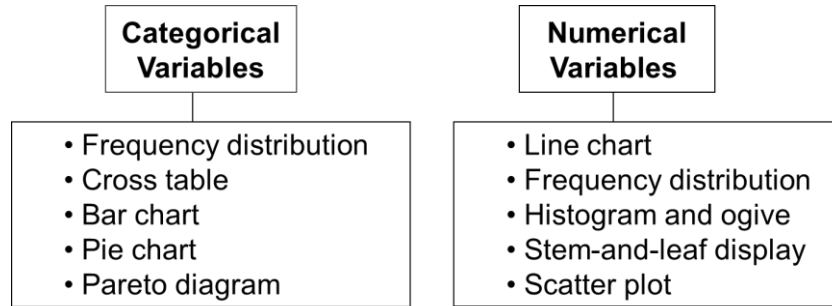 Categorical
Variables
• Frequency distribution
• Cross table
• Bar chart
• Pie chart
• Pareto diagram
Numerical
Variables
• Line chart
• Frequency distribution
• Histogram and ogive
• Stem-and-leaf display
• Scatter plot